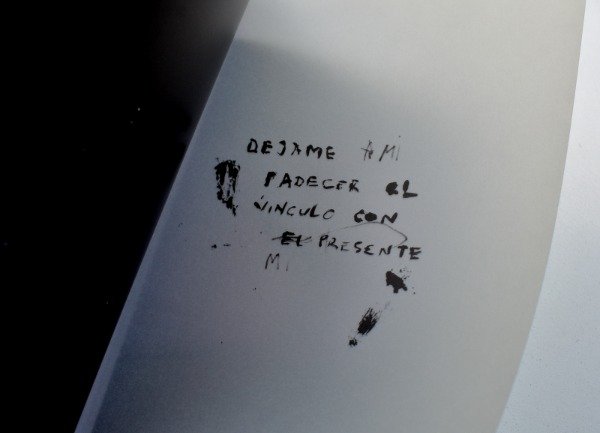 DEJAME A MI
PADECER EL
VINCULO CON
EL PRESENTE
MI